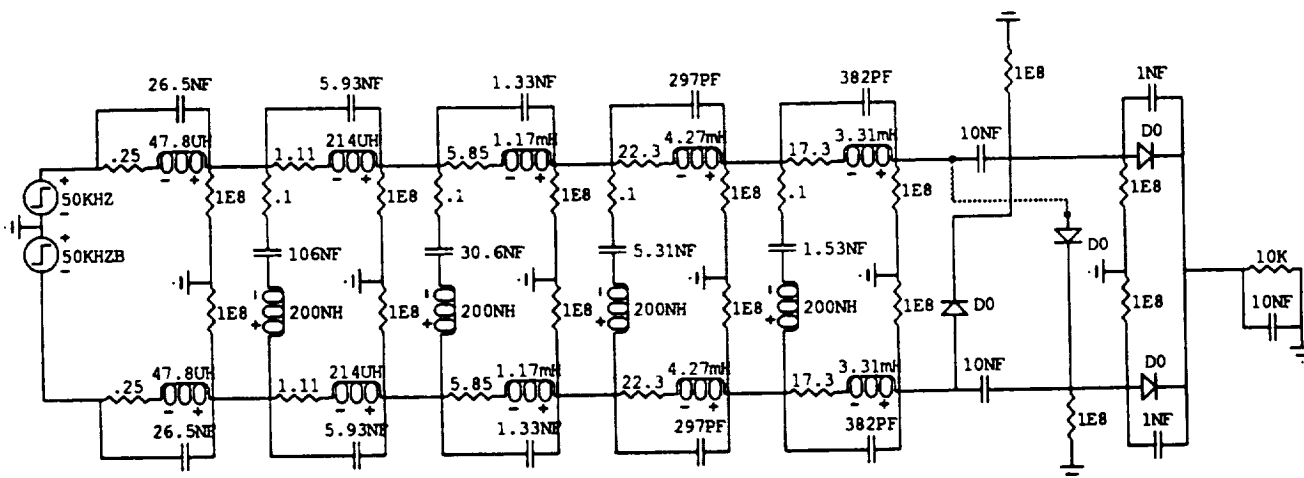 26.5NF 5.93NF 1.33NF 297PF 382PF 1E8 1NF
.25 47.8UH 1.11 214UH 5.85 1.17mH 22.3 4.27mH 17.3 3.31mH 10NF D0
+ - + - + - + - + - +
50KHZ 1E8 .1 1E8 .1 1E8 .1 1E8 .1 1E8 1E8
-
+
50KHZB 106NF 30.6NF 5.31NF 1.53NF D0 10K
-
200NH 1E8 200NH 1E8 200NH 1E8 200NH 1E8 D0 1E8 10NF
.25 47.8UH 1.11 214UH 5.85 1.17mH 22.3 4.27mH 17.3 3.31mH 10NF D0
- + - + - + - + - +
26.5NF 5.93NF 1.33NF 297PF 382PF 1E8 1NF